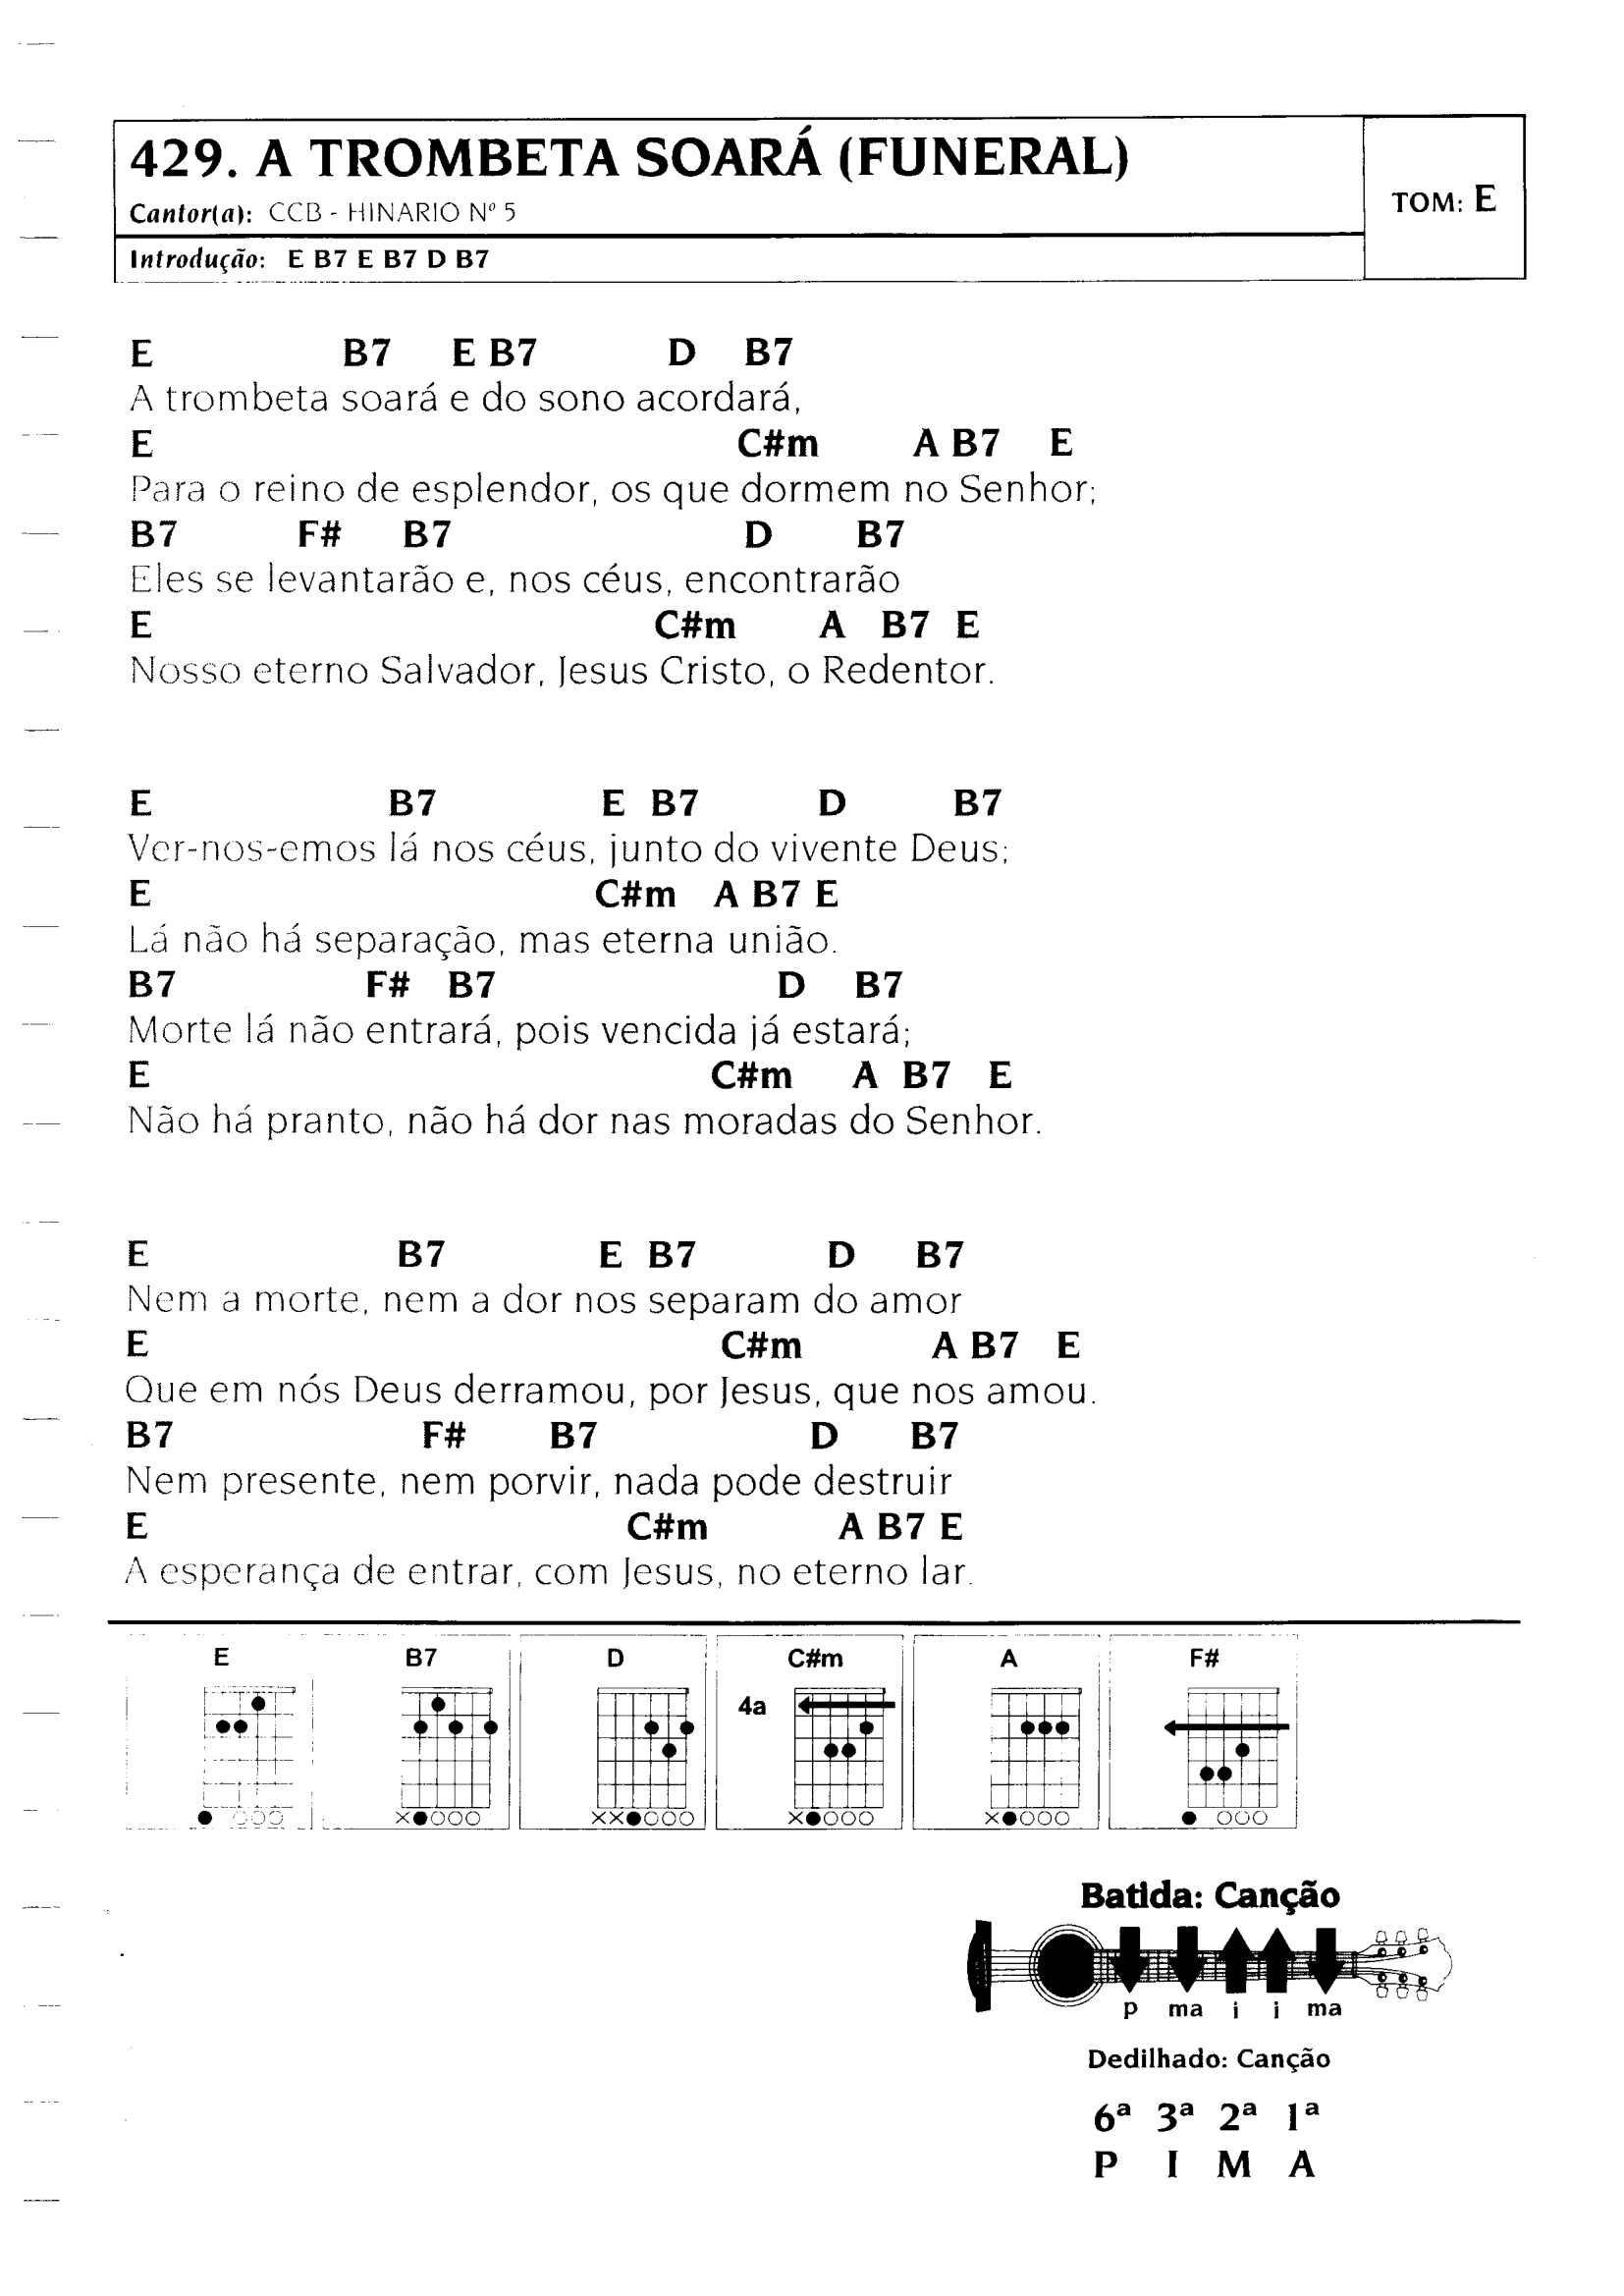 429. A TROMBETA SOARÁ (FUNERAL)
Cantor(a): CCB - HINARIO Nº 5
TOM: E
Introdução: E B7 E B7 D B7
E B7 E B7 D B7
A trombeta soará e do sono acordará,
E C#m A B7 E
Para o reino de esplendor, os que dormem no Senhor;
B7 F# B7 D B7
Eles se levantarão e, nos céus, encontrarão
E C#m A B7 E
Nosso eterno Salvador, Jesus Cristo, o Redentor.
E B7 E B7 D B7
Ver-nos-emos lá nos céus, junto do vivente Deus;
E C#m A B7 E
Lá não há separação, mas eterna união.
B7 F# B7 D B7
Morte lá não entrará, pois vencida já estará;
E C#m A B7 E
Não há pranto, não há dor nas moradas do Senhor.
E B7 E B7 D B7
Nem a morte, nem a dor nos separam do amor
E C#m A B7 E
Que em nós Deus derramou, por Jesus, que nos amou.
B7 F# B7 D B7
Nem presente, nem porvir, nada pode destruir
E C#m A B7 E
A esperança de entrar, com Jesus, no eterno lar.
E B7 D C#m A F#
4a
Batida: Canção
p ma i i ma
Dedilhado: Canção
6ª 3ª 2ª 1ª
P I M A